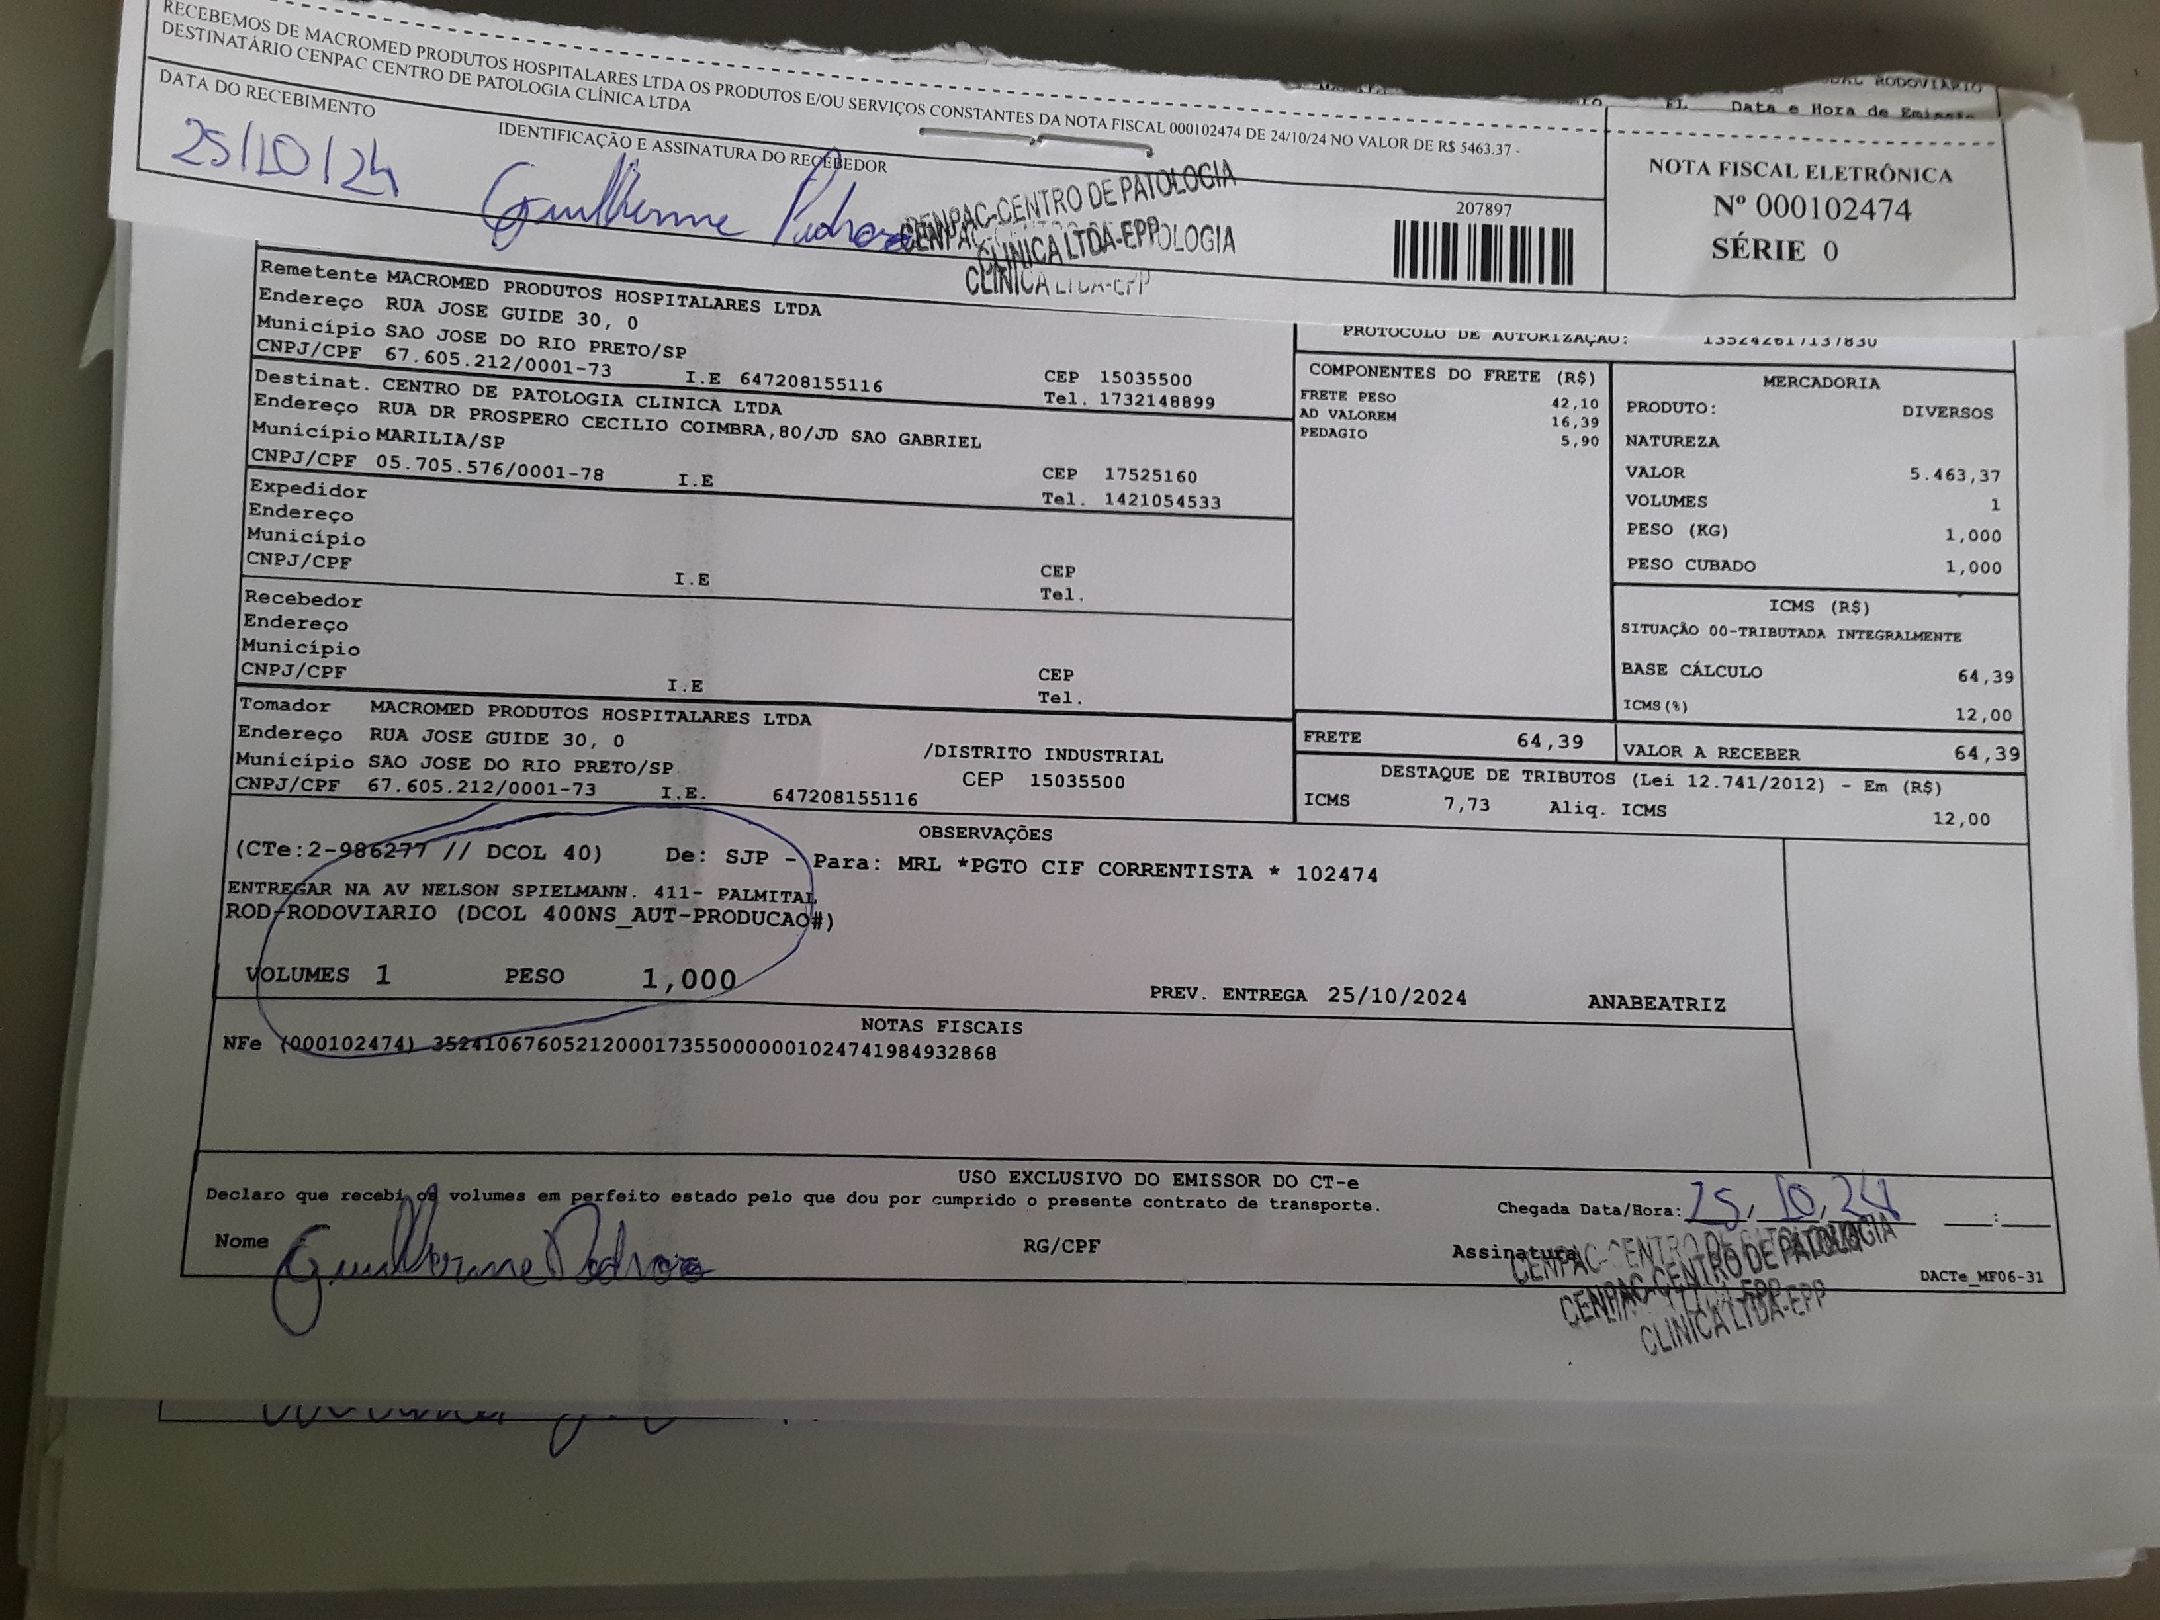 RECEBEMOS DE MACROMED PRODUTOS HOSPITALARES LTDA OS PRODUTOS E/OU SERVIÇOS CONSTANTES DA NOTA FISCAL 000102474 DE 24/10/24 NO VALOR DE R$ 5463.37 -
DESTINATÁRIO CENPAC CENTRO DE PATOLOGIA CLÍNICA LTDA
DATA DO RECEBIMENTO
IDENTIFICAÇÃO E ASSINATURA DO RECEBEDOR
25/10/24
Guilherme
CENPAC-CENTRO DE PATOLOGIA
CLINICA LTDA-EPP
207897
NOTA FISCAL ELETRÔNICA
Nº 000102474
SÉRIE 0
RODOVIARIO
FL Data e Hora de Emissão
Remetente MACROMED PRODUTOS HOSPITALARES LTDA
Endereço RUA JOSE GUIDE 30, 0
Município SAO JOSE DO RIO PRETO/SP
CNPJ/CPF 67.605.212/0001-73 I.E 647208155116
CEP 15035500
Tel. 1732148899
Destinat. CENTRO DE PATOLOGIA CLINICA LTDA
Endereço RUA DR PROSPERO CECILIO COIMBRA,80/JD SAO GABRIEL
Município MARILIA/SP
CNPJ/CPF 05.705.576/0001-78 I.E
CEP 17525160
Tel. 1421054533
Expedidor
Endereço
Município
CNPJ/CPF I.E
CEP
Tel.
Recebedor
Endereço
Município
CNPJ/CPF I.E
CEP
Tel.
Tomador MACROMED PRODUTOS HOSPITALARES LTDA
Endereço RUA JOSE GUIDE 30, 0 /DISTRITO INDUSTRIAL
Município SAO JOSE DO RIO PRETO/SP CEP 15035500
CNPJ/CPF 67.605.212/0001-73 I.E. 647208155116
PROTOCOLO DE AUTORIZAÇAO: 135242617137830
COMPONENTES DO FRETE (R$)
FRETE PESO 42,10
AD VALOREM 16,39
PEDAGIO 5,90
MERCADORIA
PRODUTO: DIVERSOS
NATUREZA
VALOR 5.463,37
VOLUMES 1
PESO (KG) 1,000
PESO CUBADO 1,000
ICMS (R$)
SITUAÇÃO 00-TRIBUTADA INTEGRALMENTE
BASE CÁLCULO 64,39
ICMS(%) 12,00
FRETE 64,39
VALOR A RECEBER 64,39
DESTAQUE DE TRIBUTOS (Lei 12.741/2012) - Em (R$)
ICMS 7,73 Aliq. ICMS 12,00
OBSERVAÇÕES
(CTe:2-986277 // DCOL 40) De: SJP - Para: MRL *PGTO CIF CORRENTISTA * 102474
ENTREGAR NA AV NELSON SPIELMANN. 411- PALMITAL
ROD-RODOVIARIO (DCOL 400NS_AUT-PRODUCAO#)
VOLUMES 1 PESO 1,000
PREV. ENTREGA 25/10/2024 ANABEATRIZ
NOTAS FISCAIS
NFe (000102474) 35241067605212000173550000001024741984932868
USO EXCLUSIVO DO EMISSOR DO CT-e
Declaro que recebi os volumes em perfeito estado pelo que dou por cumprido o presente contrato de transporte.
Chegada Data/Hora: 25, 10, 24 :
Nome Guilherme
RG/CPF
Assinatura
CENPAC-CENTRO DE PATOLOGIA
CLINICA LTDA-EPP
DACTe_MF06-31